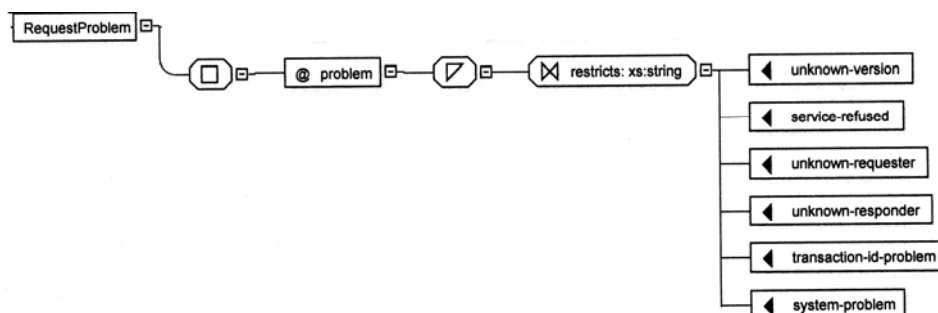 RequestProblem
@ problem
restricts: xs:string
unknown-version
service-refused
unknown-requester
unknown-responder
transaction-id-problem
system-problem